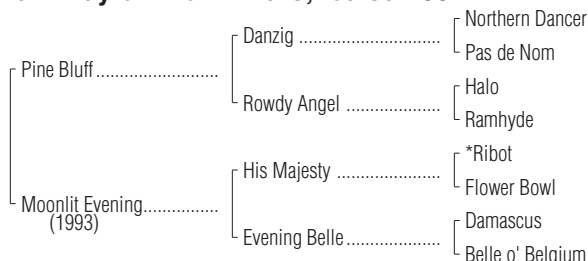 Northern Dancer
Danzig ..............................
Pas de Nom
Pine Bluff ..........................
Halo
Rowdy Angel ....................
Ramhyde
*Ribot
His Majesty .....................
Flower Bowl
Moonlit Evening................
(1993)
Damascus
Evening Belle....................
Belle o' Belgium